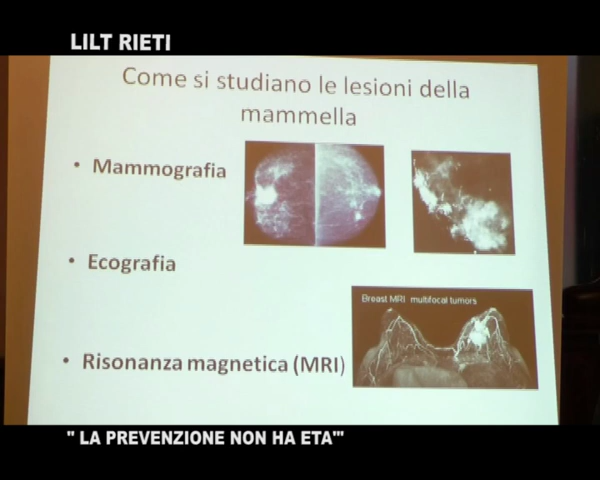 LILT RIETI
Come si studiano le lesioni della
mammella
• Mammografia
• Ecografia
Breast MRI multifocal tumors
• Risonanza magnetica (MRI)
" LA PREVENZIONE NON HA ETA'"